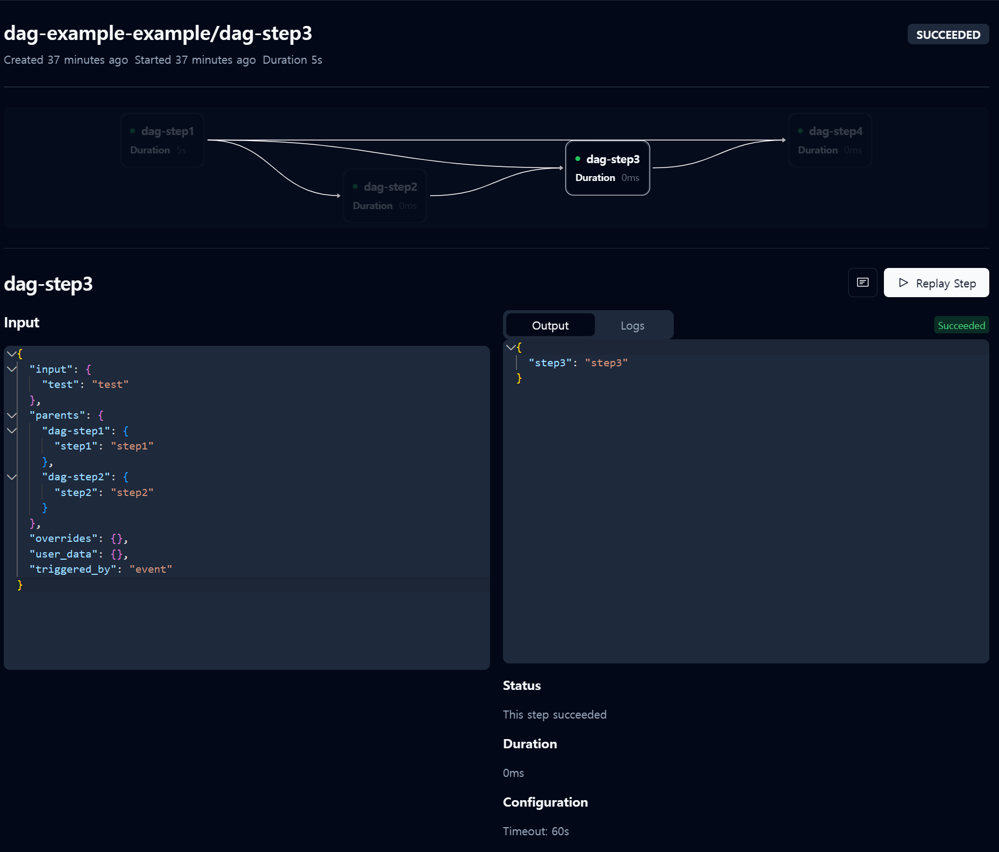 dag-example-example/dag-step3
SUCCEEDED
Created 37 minutes ago Started 37 minutes ago Duration 5s
dag-step1
Duration 5s
dag-step2
Duration 0ms
dag-step3
Duration 0ms
dag-step4
Duration 0ms
dag-step3
Replay Step
Input
{
"input": {
"test": "test"
},
"parents": {
"dag-step1": {
"step1": "step1"
},
"dag-step2": {
"step2": "step2"
}
},
"overrides": {},
"user_data": {},
"triggered_by": "event"
}
Output Logs
Succeeded
{
"step3": "step3"
}
Status
This step succeeded
Duration
0ms
Configuration
Timeout: 60s